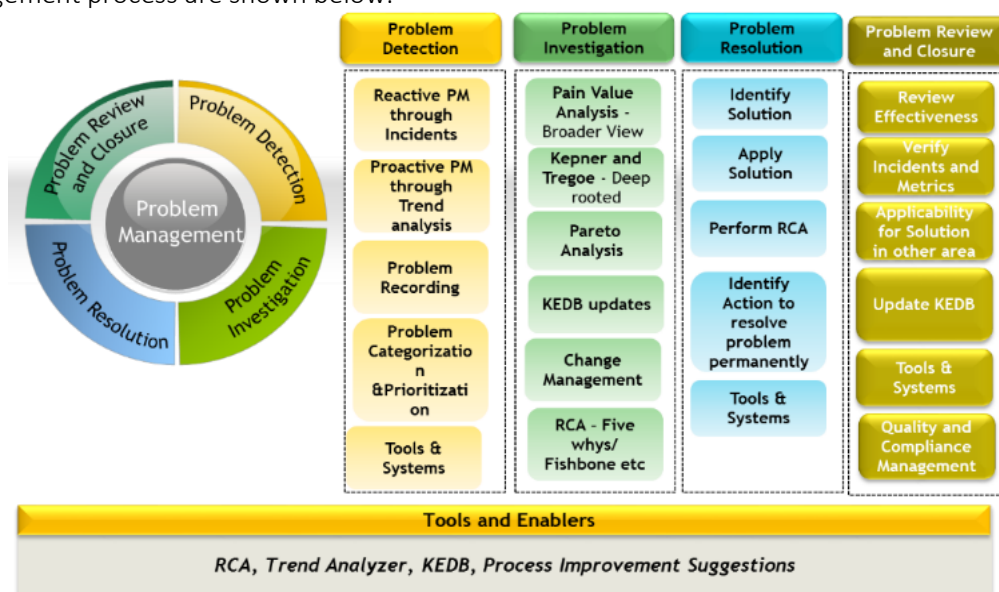 gement process are shown below:
Problem Review
and Closure
Problem Detection
Problem
Management
Problem Resolution
Problem
Investigation
Problem
Detection
Reactive PM
through
Incidents
Proactive PM
through
Trend
analysis
Problem
Recording
Problem
Categorizatio
n
&Prioritizati
on
Tools &
Systems
Problem
Investigation
Pain Value
Analysis -
Broader View
Kepner and
Tregoe - Deep
rooted
Pareto
Analysis
KEDB updates
Change
Management
RCA - Five
whys/
Fishbone etc
Problem
Resolution
Identify
Solution
Apply
Solution
Perform RCA
Identify
Action to
resolve
problem
permanently
Tools &
Systems
Problem Review
and Closure
Review
Effectiveness
Verify
Incidents and
Metrics
Applicability
for Solution
in other area
Update KEDB
Tools &
Systems
Quality and
Compliance
Management
Tools and Enablers
RCA, Trend Analyzer, KEDB, Process Improvement Suggestions